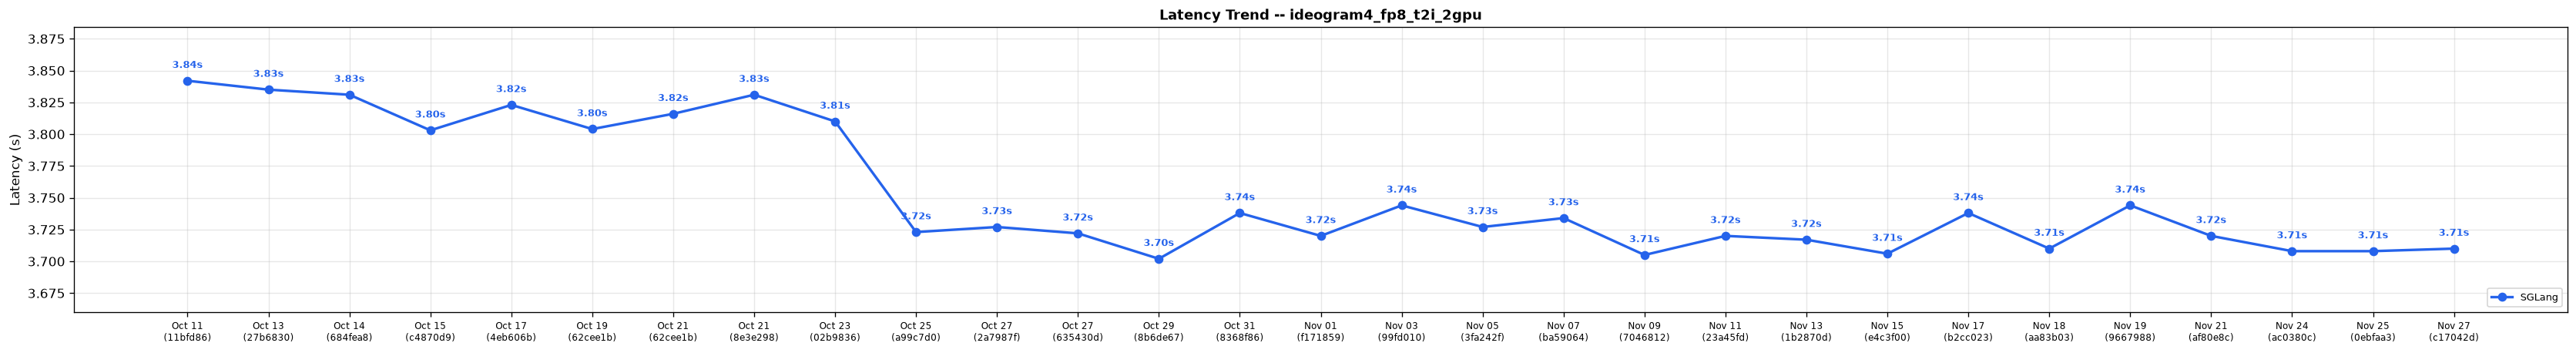 Latency Trend -- ideogram4_fp8_t2i_2gpu
Latency (s)
3.875
3.850
3.825
3.800
3.775
3.750
3.725
3.700
3.675
3.84s
3.83s
3.83s
3.80s
3.82s
3.80s
3.82s
3.83s
3.81s
3.72s
3.73s
3.72s
3.70s
3.74s
3.72s
3.74s
3.73s
3.73s
3.71s
3.72s
3.72s
3.71s
3.74s
3.71s
3.74s
3.72s
3.71s
3.71s
3.71s
SGLang
Oct 11
(11bfd86)
Oct 13
(27b6830)
Oct 14
(684fea8)
Oct 15
(c4870d9)
Oct 17
(4eb606b)
Oct 19
(62cee1b)
Oct 21
(62cee1b)
Oct 21
(8e3e298)
Oct 23
(02b9836)
Oct 25
(a99c7d0)
Oct 27
(2a7987f)
Oct 27
(635430d)
Oct 29
(8b6de67)
Oct 31
(8368f86)
Nov 01
(f171859)
Nov 03
(99fd010)
Nov 05
(3fa242f)
Nov 07
(ba59064)
Nov 09
(7046812)
Nov 11
(23a45fd)
Nov 13
(1b2870d)
Nov 15
(e4c3f00)
Nov 17
(b2cc023)
Nov 18
(aa83b03)
Nov 19
(9667988)
Nov 21
(af80e8c)
Nov 24
(ac0380c)
Nov 25
(0ebfaa3)
Nov 27
(c17042d)